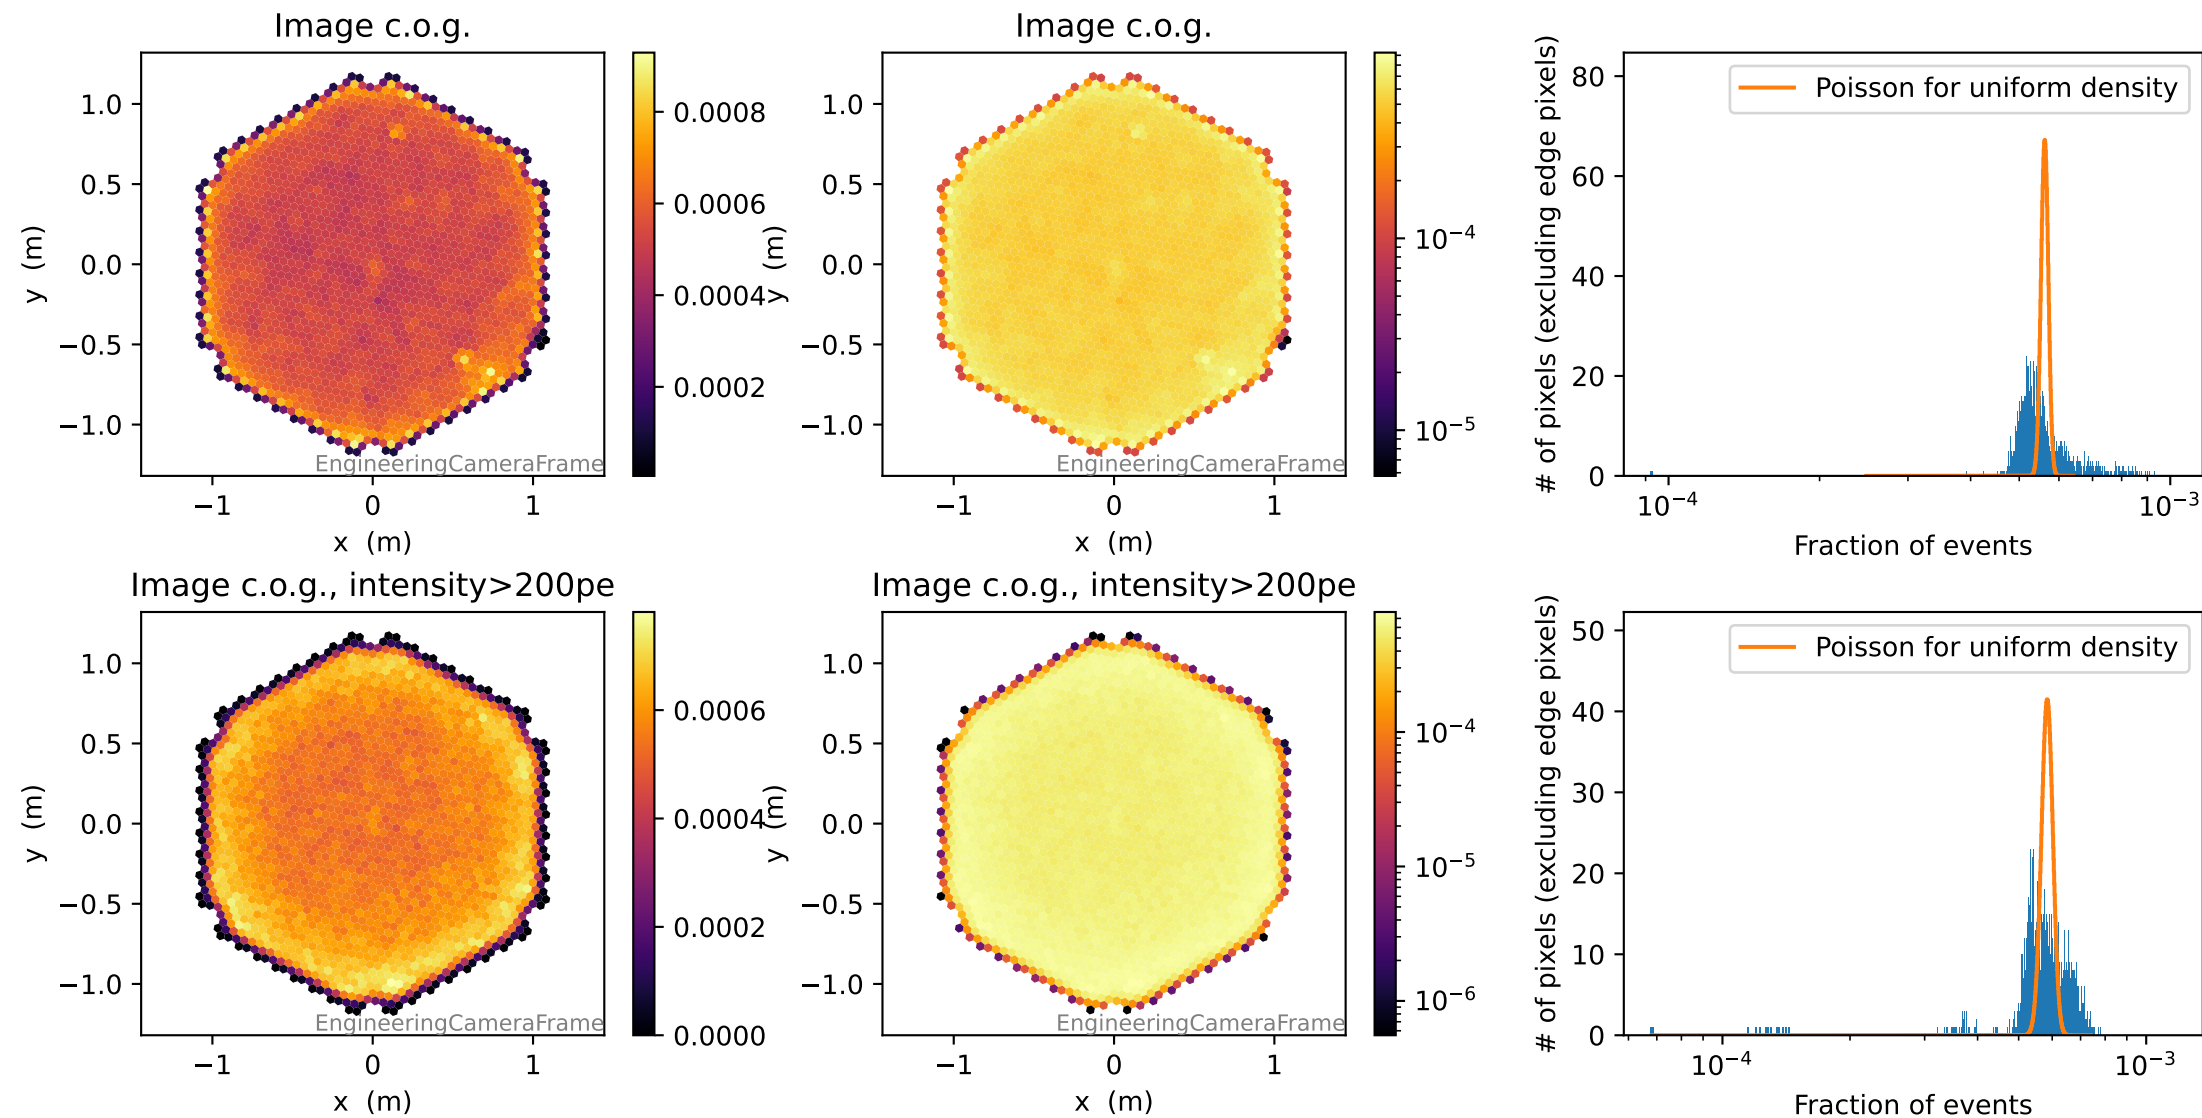 Image c.o.g.
1.0
0.5
0.0
−0.5
−1.0
y (m)
−1 0 1
x (m)
EngineeringCameraFrame
0.0008
0.0006
0.0004
0.0002
Image c.o.g.
1.0
0.5
0.0
−0.5
−1.0
y (m)
−1 0 1
x (m)
EngineeringCameraFrame
10⁻⁴
10⁻⁵
# of pixels (excluding edge pixels)
80
60
40
20
0
Poisson for uniform density
10⁻⁴ 10⁻³
Fraction of events
Image c.o.g., intensity>200pe
1.0
0.5
0.0
−0.5
−1.0
y (m)
−1 0 1
x (m)
EngineeringCameraFrame
0.0006
0.0004
0.0002
0.0000
Image c.o.g., intensity>200pe
1.0
0.5
0.0
−0.5
−1.0
y (m)
−1 0 1
x (m)
EngineeringCameraFrame
10⁻⁴
10⁻⁵
10⁻⁶
# of pixels (excluding edge pixels)
50
40
30
20
10
0
Poisson for uniform density
10⁻⁴ 10⁻³
Fraction of events